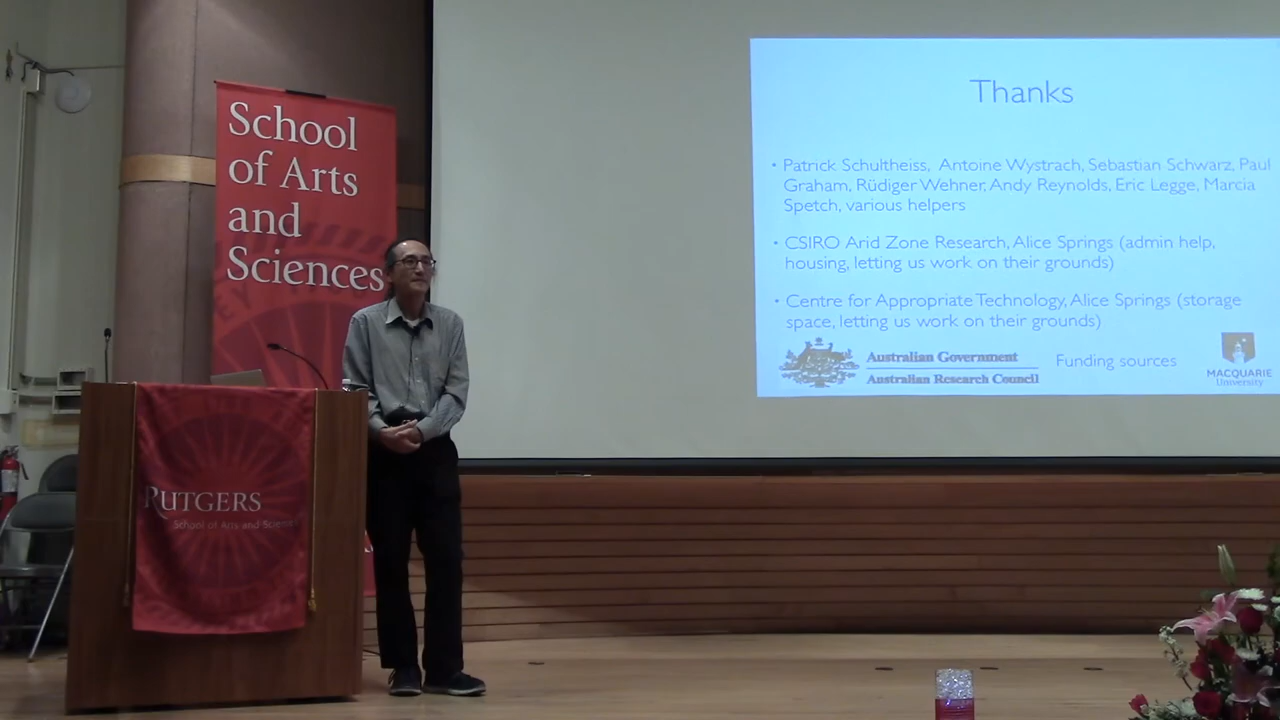 School
of Arts
and
Sciences
RUTGERS
School of Arts and Sciences
Thanks
• Patrick Schultheiss, Antoine Wystrach, Sebastian Schwarz, Paul
Graham, Rüdiger Wehner, Andy Reynolds, Eric Legge, Marcia
Spetch, various helpers
• CSIRO Arid Zone Research, Alice Springs (admin help,
housing, letting us work on their grounds)
• Centre for Appropriate Technology, Alice Springs (storage
space, letting us work on their grounds)
Australian Government
Australian Research Council
Funding sources
MACQUARIE
University